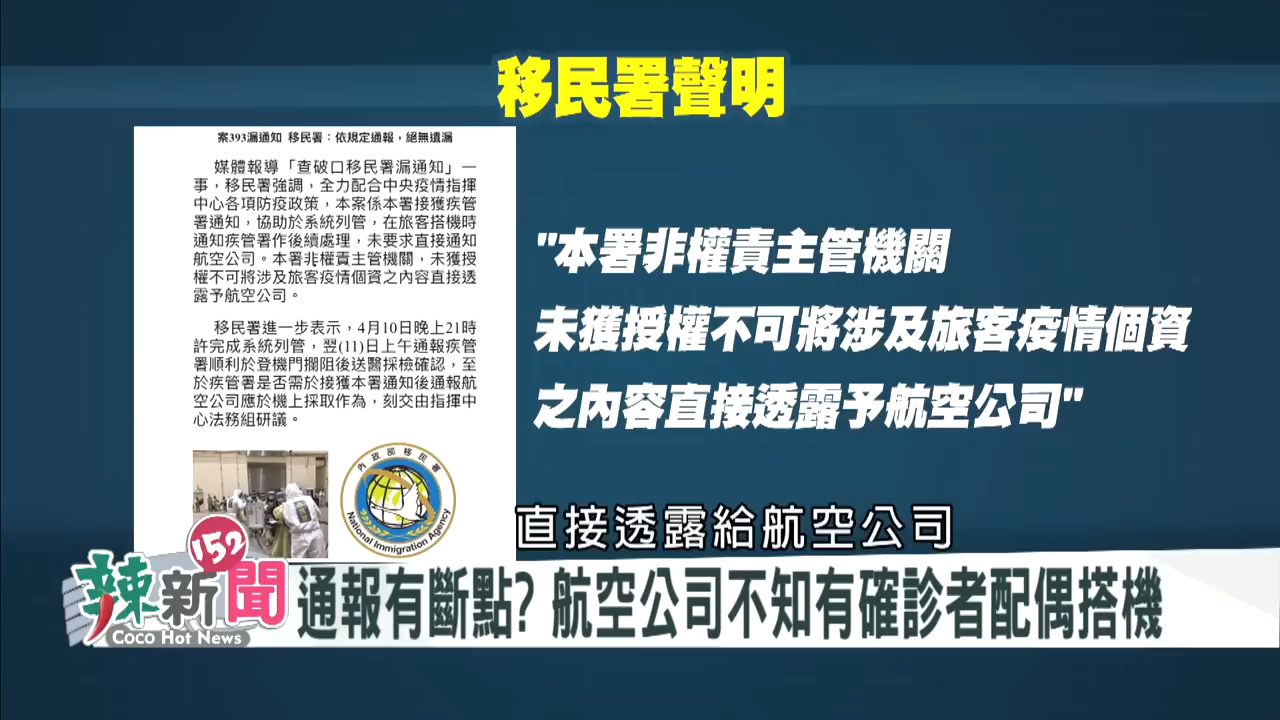 移民署聲明
案393漏通知 移民署：依規定通報，絕無遺漏
媒體報導「查破口移民署漏通知」一
事，移民署強調，全力配合中央疫情指揮
中心各項防疫政策，本案係本署接獲疾管
署通知，協助於系統列管，在旅客搭機時
通知疾管署作後續處理，未要求直接通知
航空公司。本署非權責主管機關，未獲授
權不可將涉及旅客疫情個資之內容直接透
露予航空公司。
移民署進一步表示，4月10日晚上21時
許完成系統列管，翌(11)日上午通報疾管
署順利於登機門攔阻後送醫採檢確認，至
於疾管署是否需於接獲本署通知後通報航
空公司應於機上採取作為，刻交由指揮中
心法務組研議。
"本署非權責主管機關
未獲授權不可將涉及旅客疫情個資
之內容直接透露予航空公司"
內政部移民署
National Immigration Agency
直接透露給航空公司
152
辣新聞
Coco Hot News
通報有斷點? 航空公司不知有確診者配偶搭機